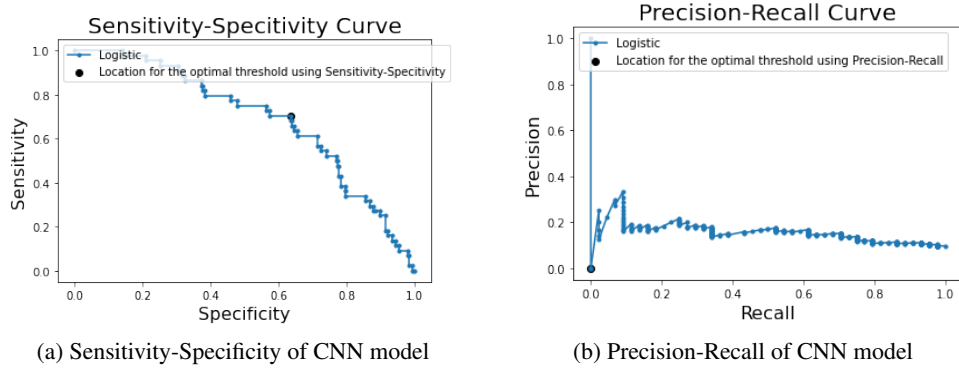 Sensitivity-Specitivity Curve
1.0
0.8
0.6
0.4
0.2
0.0
Sensitivity
Logistic
Location for the optimal threshold using Sensitivity-Specitivity
0.0 0.2 0.4 0.6 0.8 1.0
Specificity
(a) Sensitivity-Specificity of CNN model
Precision-Recall Curve
1.0
0.8
0.6
0.4
0.2
0.0
Precision
Logistic
Location for the optimal threshold using Precision-Recall
0.0 0.2 0.4 0.6 0.8 1.0
Recall
(b) Precision-Recall of CNN model